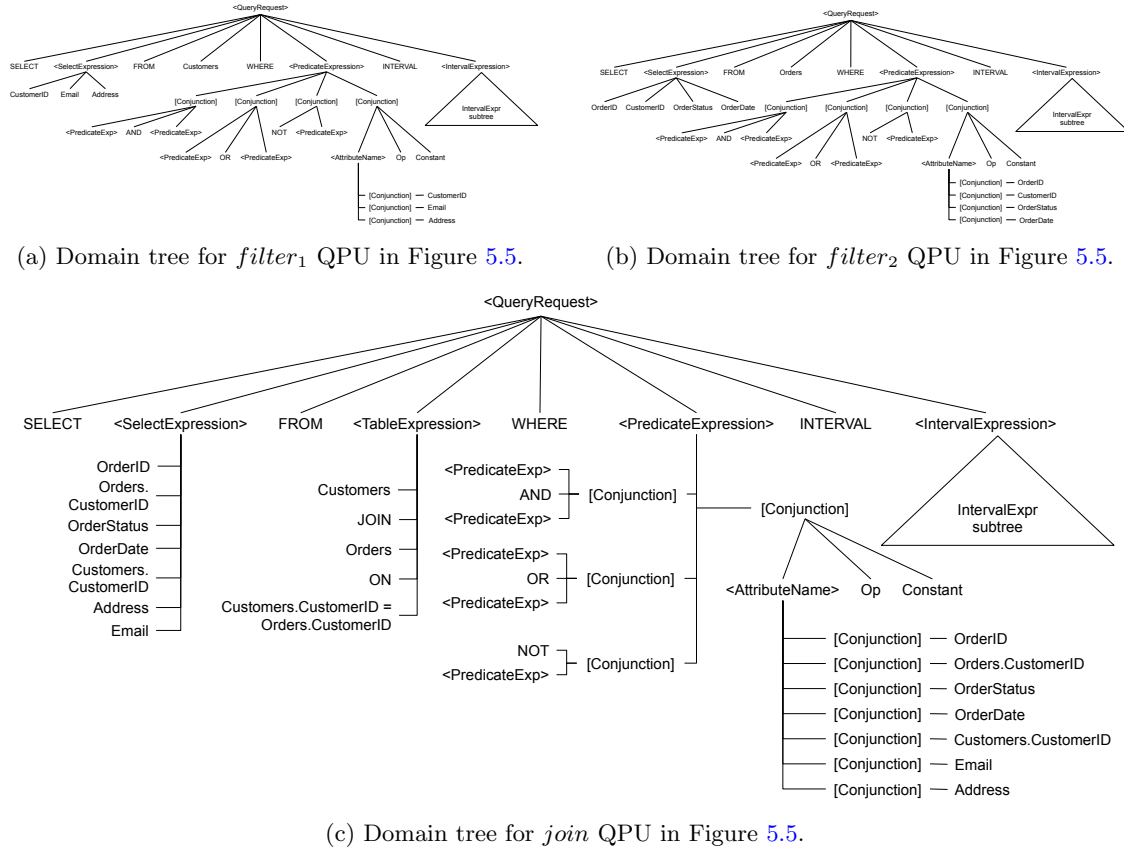 <QueryRequest>
SELECT <SelectExpression> FROM Customers WHERE <PredicateExpression> INTERVAL <IntervalExpression>
CustomerID Email Address
[Conjunction] [Conjunction] [Conjunction] [Conjunction]
IntervalExpr
subtree
<PredicateExp> AND <PredicateExp> NOT <PredicateExp>
<PredicateExp> OR <PredicateExp> <AttributeName> Op Constant
[Conjunction] CustomerID
[Conjunction] Email
[Conjunction] Address
(a) Domain tree for filter1 QPU in Figure 5.5.
<QueryRequest>
SELECT <SelectExpression> FROM Orders WHERE <PredicateExpression> INTERVAL <IntervalExpression>
OrderID CustomerID OrderStatus OrderDate
[Conjunction] [Conjunction] [Conjunction] [Conjunction]
IntervalExpr
subtree
<PredicateExp> AND <PredicateExp> NOT <PredicateExp>
<PredicateExp> OR <PredicateExp> <AttributeName> Op Constant
[Conjunction] OrderID
[Conjunction] CustomerID
[Conjunction] OrderStatus
[Conjunction] OrderDate
(b) Domain tree for filter2 QPU in Figure 5.5.
<QueryRequest>
SELECT <SelectExpression> FROM <TableExpression> WHERE <PredicateExpression> INTERVAL <IntervalExpression>
OrderID
Orders.
CustomerID
OrderStatus
OrderDate
Customers.
CustomerID
Address
Email
Customers
JOIN
Orders
ON
Customers.CustomerID =
Orders.CustomerID
<PredicateExp>
AND [Conjunction]
<PredicateExp>
<PredicateExp>
OR [Conjunction]
<PredicateExp>
NOT
[Conjunction]
<PredicateExp>
[Conjunction]
<AttributeName> Op Constant
[Conjunction] OrderID
[Conjunction] Orders.CustomerID
[Conjunction] OrderStatus
[Conjunction] OrderDate
[Conjunction] Customers.CustomerID
[Conjunction] Email
[Conjunction] Address
IntervalExpr
subtree
(c) Domain tree for join QPU in Figure 5.5.